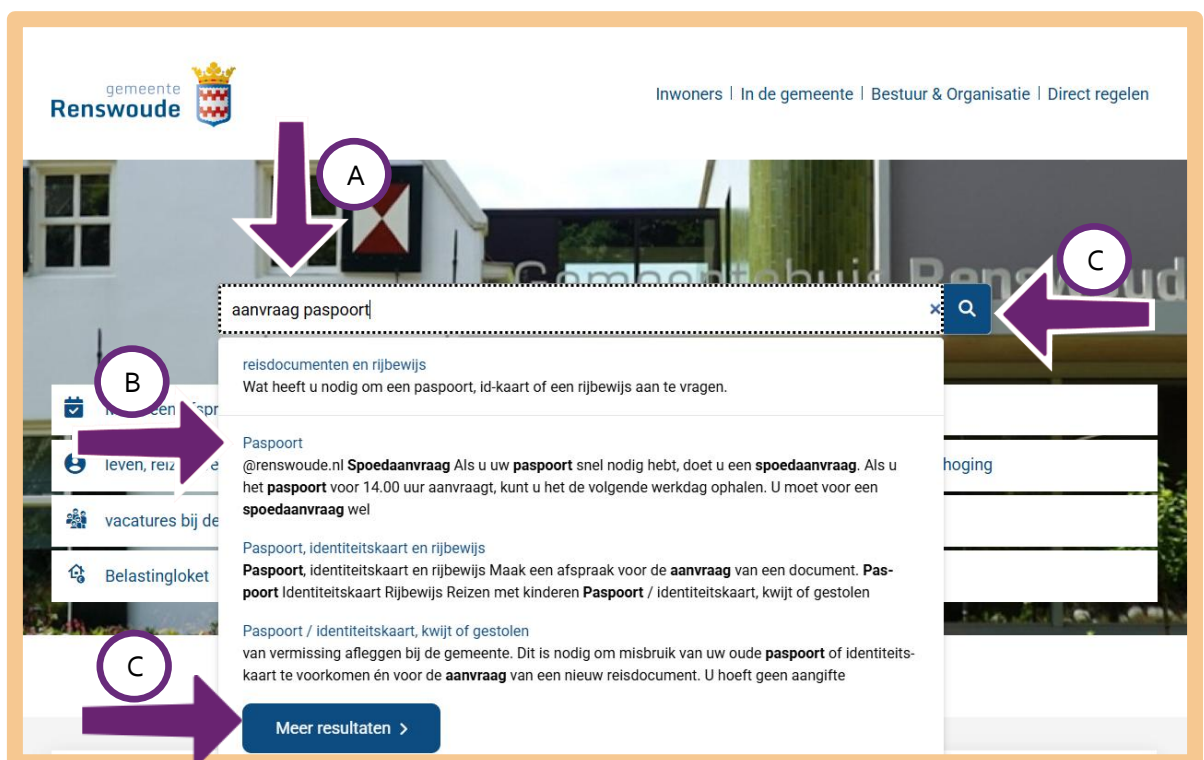 gemeente
Renswoude
Inwoners | In de gemeente | Bestuur & Organisatie | Direct regelen
A
Gemeentehuis Renswoud
C
aanvraag paspoort
×
reisdocumenten en rijbewijs
Wat heeft u nodig om een paspoort, id-kaart of een rijbewijs aan te vragen.
B
een
Paspoort
@renswoude.nl Spoedaanvraag Als u uw paspoort snel nodig hebt, doet u een spoedaanvraag. Als u
leven,
hoging
het paspoort voor 14.00 uur aanvraagt, kunt u het de volgende werkdag ophalen. U moet voor een
spoedaanvraag wel
vacatures bij de
Paspoort, identiteitskaart en rijbewijs
Paspoort, identiteitskaart en rijbewijs Maak een afspraak voor de aanvraag van een document. Pas-
Belastingloket
poort Identiteitskaart Rijbewijs Reizen met kinderen Paspoort / identiteitskaart, kwijt of gestolen
Paspoort / identiteitskaart, kwijt of gestolen
van vermissing afleggen bij de gemeente. Dit is nodig om misbruik van uw oude paspoort of identiteits-
kaart te voorkomen én voor de aanvraag van een nieuw reisdocument. U hoeft geen aangifte
C
Meer resultaten >